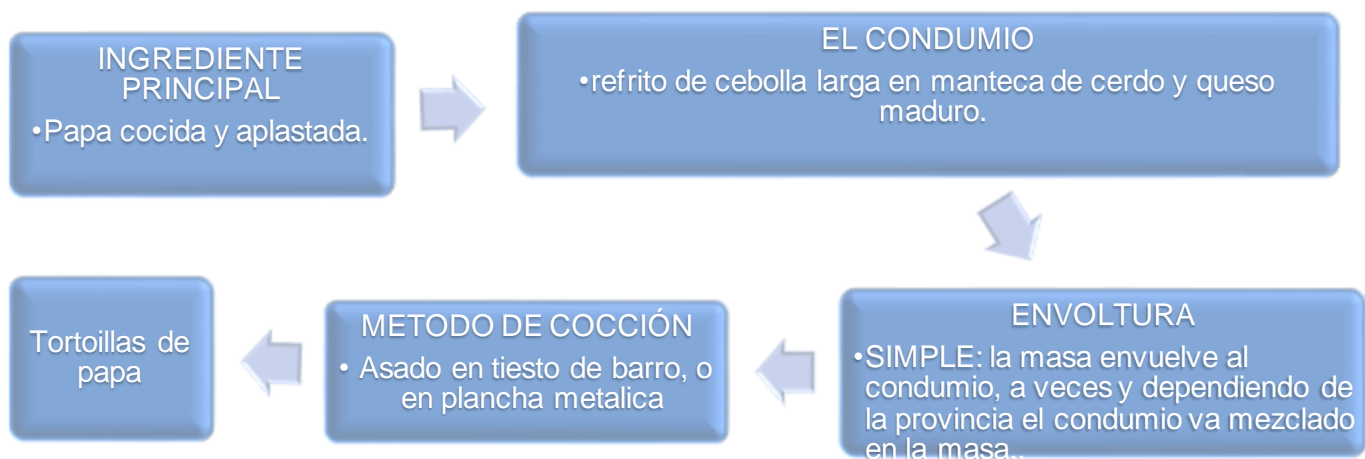 INGREDIENTE
PRINCIPAL
•Papa cocida y aplastada.
EL CONDUMIO
•refrito de cebolla larga en manteca de cerdo y queso
maduro.
ENVOLTURA
•SIMPLE: la masa envuelve al
condumio, a veces y dependiendo de
la provincia el condumio va mezclado
en la masa..
METODO DE COCCIÓN
• Asado en tiesto de barro, o
en plancha metalica
Tortoillas de
papa